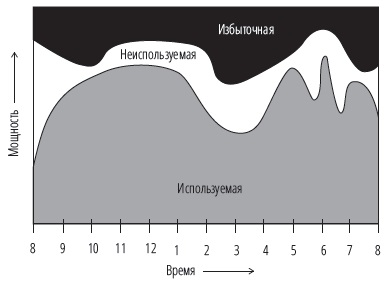 Избыточная
Неиспользуемая
Мощность
Используемая
8 9 10 11 12 1 2 3 4 5 6 7 8
Время